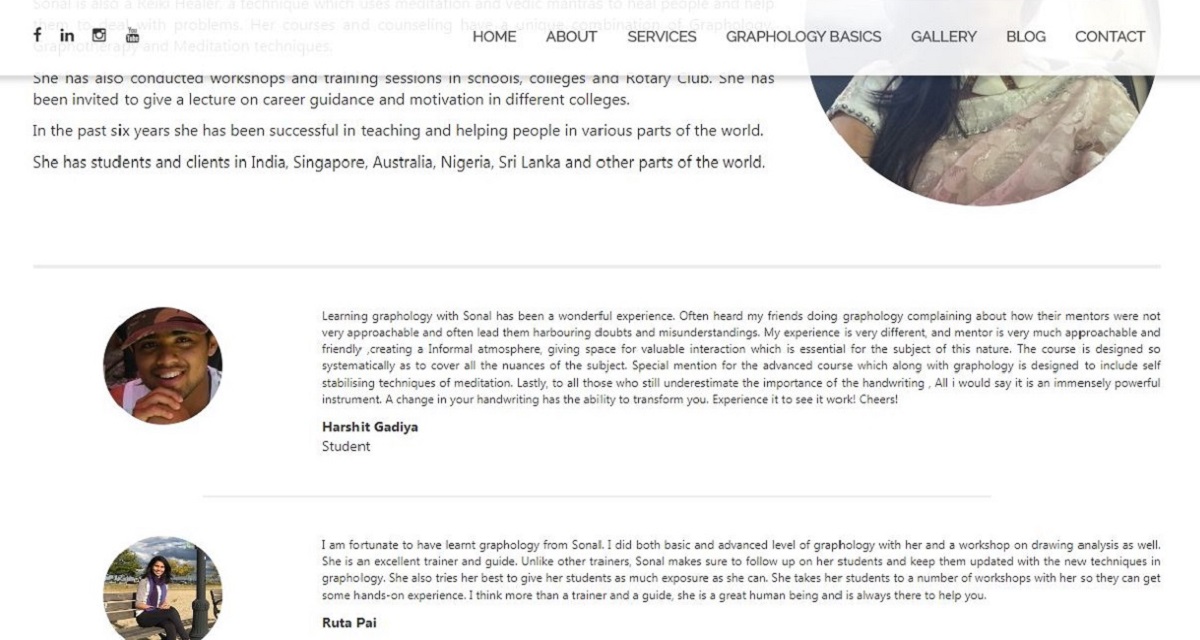 Sonal is also a Reiki Healer. a technique which uses meditation and vedic mantras to heal people and help
them to deal with problems. Her courses and counseling have a unique combination of Graphology,
HOME ABOUT SERVICES GRAPHOLOGY BASICS GALLERY BLOG CONTACT
Graphotherapy and Meditation techniques.
She has also conducted workshops and training sessions in schools, colleges and Rotary Club. She has
been invited to give a lecture on career guidance and motivation in different colleges.
In the past six years she has been successful in teaching and helping people in various parts of the world.
She has students and clients in India, Singapore, Australia, Nigeria, Sri Lanka and other parts of the world.
Learning graphology with Sonal has been a wonderful experience. Often heard my friends doing graphology complaining about how their mentors were not
very approachable and often lead them harbouring doubts and misunderstandings. My experience is very different, and mentor is very much approachable and
friendly ,creating a Informal atmosphere, giving space for valuable interaction which is essential for the subject of this nature. The course is designed so
systematically as to cover all the nuances of the subject. Special mention for the advanced course which along with graphology is designed to include self
stabilising techniques of meditation. Lastly, to all those who still underestimate the importance of the handwriting , All i would say it is an immensely powerful
instrument. A change in your handwriting has the ability to transform you. Experience it to see it work! Cheers!
Harshit Gadiya
Student
I am fortunate to have learnt graphology from Sonal. I did both basic and advanced level of graphology with her and a workshop on drawing analysis as well.
She is an excellent trainer and guide. Unlike other trainers, Sonal makes sure to follow up on her students and keep them updated with the new techniques in
graphology. She also tries her best to give her students as much exposure as she can. She takes her students to a number of workshops with her so they can get
some hands-on experience. I think more than a trainer and a guide, she is a great human being and is always there to help you.
Ruta Pai